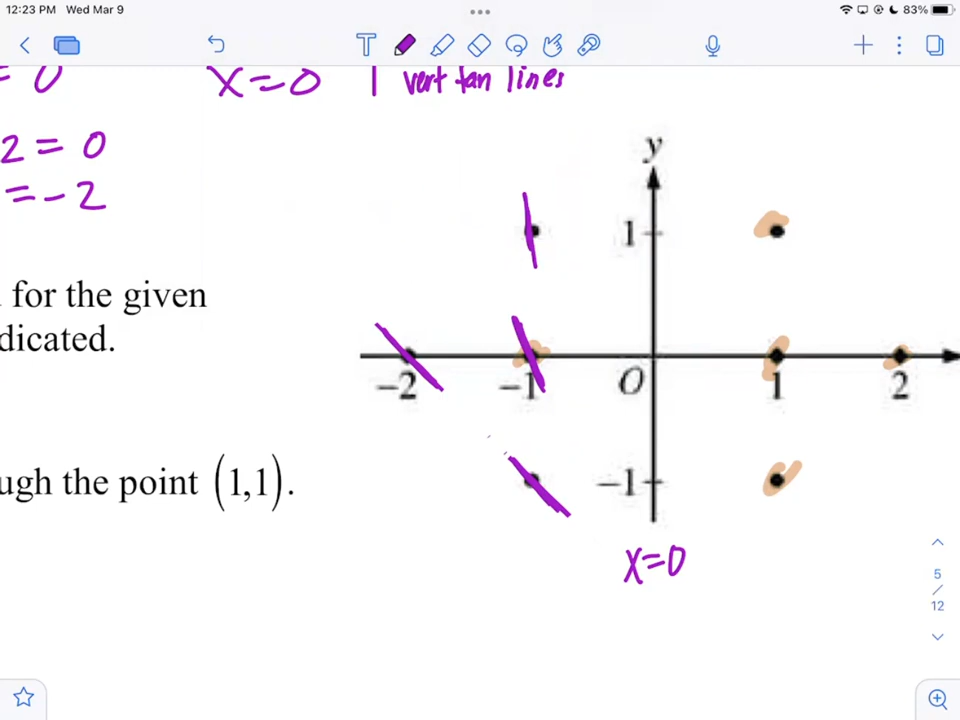 12:23 PM Wed Mar 9
83%
T
= 0
x=0 1 vert tan lines
2 = 0
=-2
y
1
for the given
dicated.
-2
-1
O
1
2
ugh the point (1,1).
-1
x=0
5
/
12